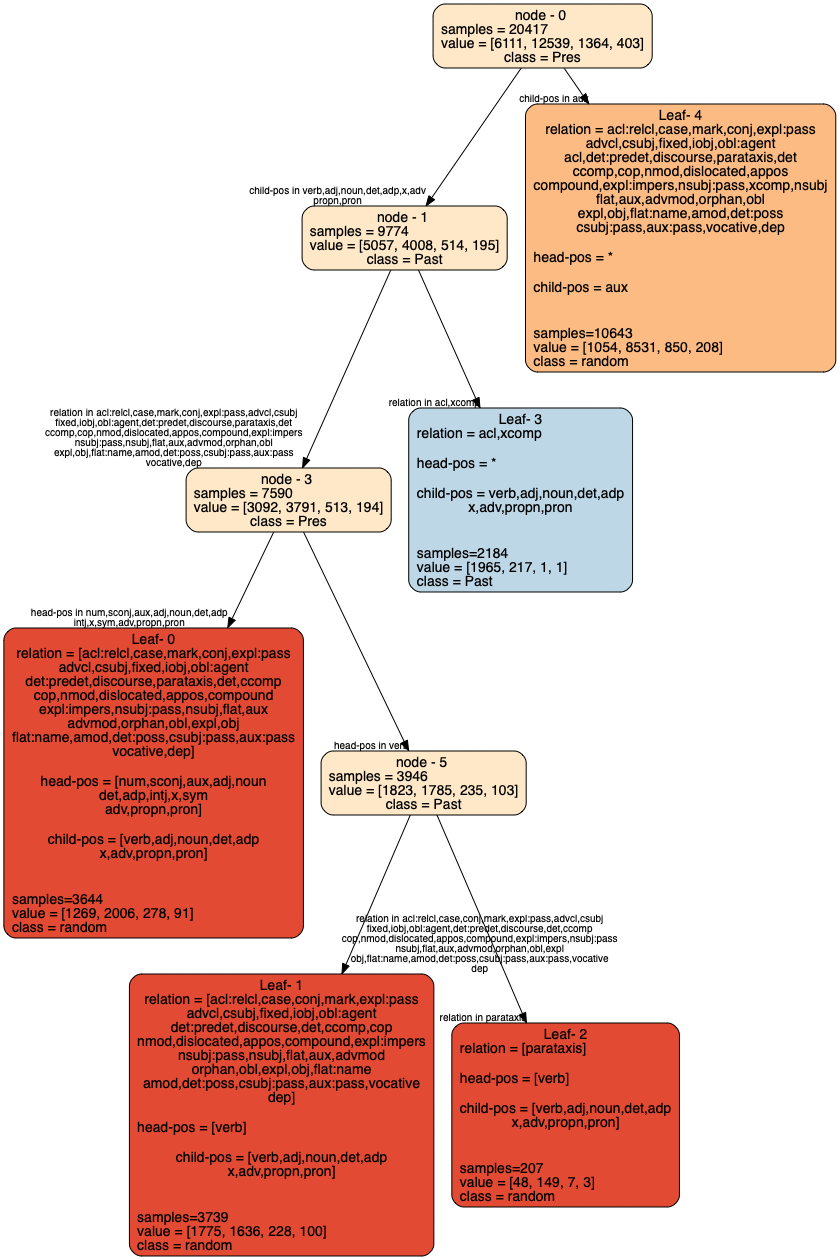 node - 0
samples = 20417
value = [6111, 12539, 1364, 403]
class = Pres
child-pos in aux
Leaf- 4
relation = acl:relcl,case,mark,conj,expl:pass
advcl,csubj,fixed,iobj,obl:agent
acl,det:predet,discourse,parataxis,det
ccomp,cop,nmod,dislocated,appos
compound,expl:impers,nsubj:pass,xcomp,nsubj
flat,aux,advmod,orphan,obl
expl,obj,flat:name,amod,det:poss
csubj:pass,aux:pass,vocative,dep
head-pos = *
child-pos = aux
samples=10643
value = [1054, 8531, 850, 208]
class = random
child-pos in verb,adj,noun,det,adp,x,adv
propn,pron
node - 1
samples = 9774
value = [5057, 4008, 514, 195]
class = Past
relation in acl:relcl,case,mark,conj,expl:pass,advcl,csubj
fixed,iobj,obl:agent,det:predet,discourse,parataxis,det
ccomp,cop,nmod,dislocated,appos,compound,expl:impers
nsubj:pass,nsubj,flat,aux,advmod,orphan,obl
expl,obj,flat:name,amod,det:poss,csubj:pass,aux:pass
vocative,dep
relation in acl,xcomp
Leaf- 3
relation = acl,xcomp
head-pos = *
child-pos = verb,adj,noun,det,adp
x,adv,propn,pron
samples=2184
value = [1965, 217, 1, 1]
class = Past
node - 3
samples = 7590
value = [3092, 3791, 513, 194]
class = Pres
head-pos in num,sconj,aux,adj,noun,det,adp
intj,x,sym,adv,propn,pron
Leaf- 0
relation = [acl:relcl,case,mark,conj,expl:pass
advcl,csubj,fixed,iobj,obl:agent
det:predet,discourse,parataxis,det,ccomp
cop,nmod,dislocated,appos,compound
expl:impers,nsubj:pass,nsubj,flat,aux
advmod,orphan,obl,expl,obj
flat:name,amod,det:poss,csubj:pass,aux:pass
vocative,dep]
head-pos = [num,sconj,aux,adj,noun
det,adp,intj,x,sym
adv,propn,pron]
child-pos = [verb,adj,noun,det,adp
x,adv,propn,pron]
samples=3644
value = [1269, 2006, 278, 91]
class = random
head-pos in verb
node - 5
samples = 3946
value = [1823, 1785, 235, 103]
class = Past
relation in acl:relcl,case,conj,mark,expl:pass,advcl,csubj
fixed,iobj,obl:agent,det:predet,discourse,det,ccomp
cop,nmod,dislocated,appos,compound,expl:impers,nsubj:pass
nsubj,flat,aux,advmod,orphan,obl,expl
obj,flat:name,amod,det:poss,csubj:pass,aux:pass,vocative
dep
relation in parataxis
Leaf- 1
relation = [acl:relcl,case,conj,mark,expl:pass
advcl,csubj,fixed,iobj,obl:agent
det:predet,discourse,det,ccomp,cop
nmod,dislocated,appos,compound,expl:impers
nsubj:pass,nsubj,flat,aux,advmod
orphan,obl,expl,obj,flat:name
amod,det:poss,csubj:pass,aux:pass,vocative
dep]
head-pos = [verb]
child-pos = [verb,adj,noun,det,adp
x,adv,propn,pron]
samples=3739
value = [1775, 1636, 228, 100]
class = random
Leaf- 2
relation = [parataxis]
head-pos = [verb]
child-pos = [verb,adj,noun,det,adp
x,adv,propn,pron]
samples=207
value = [48, 149, 7, 3]
class = random